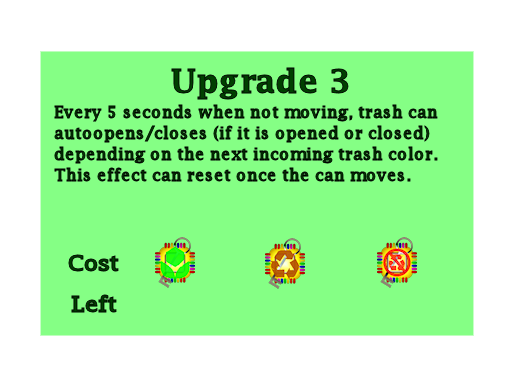 Upgrade 3
Every 5 seconds when not moving, trash can
autoopens/closes (if it is opened or closed)
depending on the next incoming trash color.
This effect can reset once the can moves.
Cost
Left